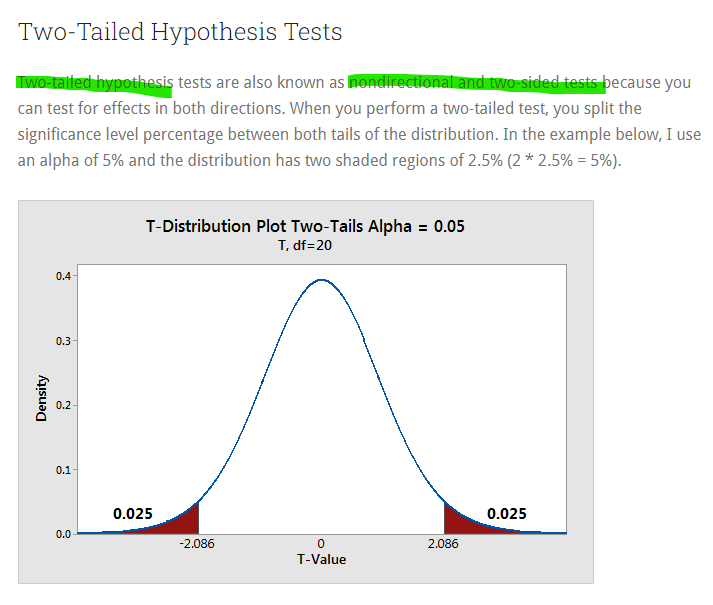 Two-Tailed Hypothesis Tests
Two-tailed hypothesis tests are also known as nondirectional and two-sided tests because you
can test for effects in both directions. When you perform a two-tailed test, you split the
significance level percentage between both tails of the distribution. In the example below, I use
an alpha of 5% and the distribution has two shaded regions of 2.5% (2 * 2.5% = 5%).
T-Distribution Plot Two-Tails Alpha = 0.05
T, df=20
0.4
0.3
Density
0.2
0.1
0.025
0.025
0.0
-2.086
0
2.086
T-Value